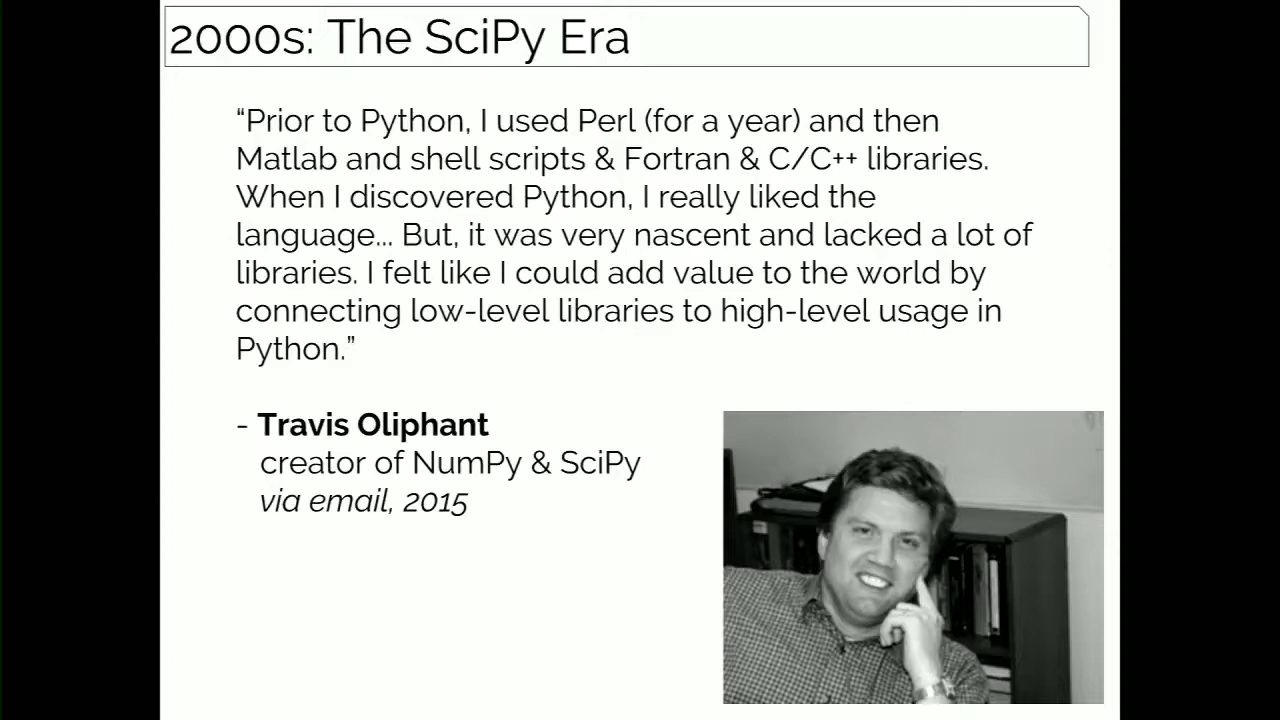 2000s: The SciPy Era
“Prior to Python, I used Perl (for a year) and then
Matlab and shell scripts & Fortran & C/C++ libraries.
When I discovered Python, I really liked the
language... But, it was very nascent and lacked a lot of
libraries. I felt like I could add value to the world by
connecting low-level libraries to high-level usage in
Python.”
- Travis Oliphant
creator of NumPy & SciPy
via email, 2015